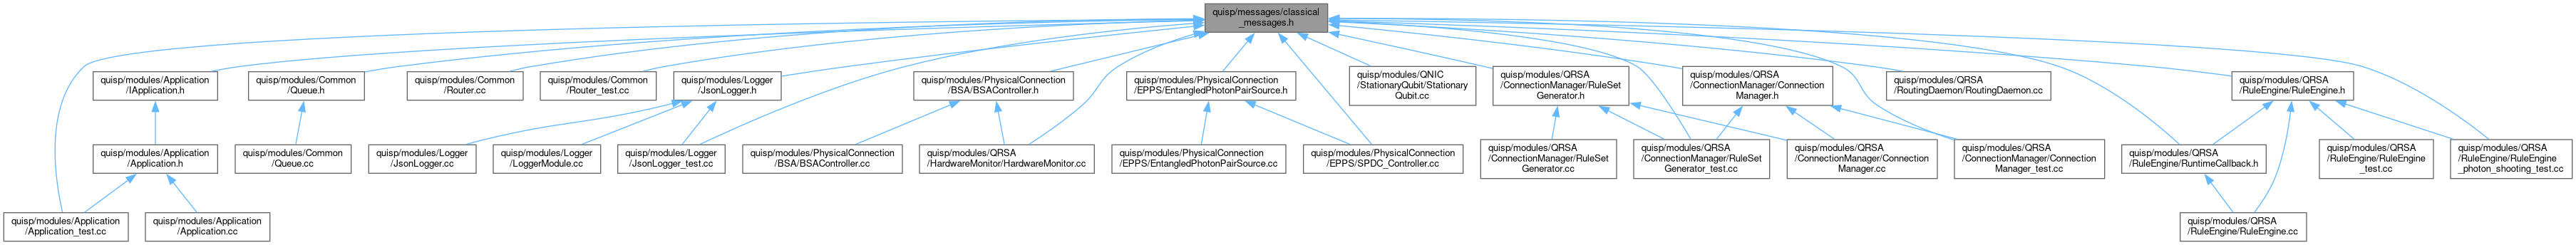 quisp/messages/classical
_messages.h
quisp/modules/Application
/IApplication.h
quisp/modules/Common
/Queue.h
quisp/modules/Common
/Router.cc
quisp/modules/Common
/Router_test.cc
quisp/modules/Logger
/JsonLogger.h
quisp/modules/PhysicalConnection
/BSA/BSAController.h
quisp/modules/PhysicalConnection
/EPPS/EntangledPhotonPairSource.h
quisp/modules/QNIC
/StationaryQubit/Stationary
Qubit.cc
quisp/modules/QRSA
/ConnectionManager/RuleSet
Generator.h
quisp/modules/QRSA
/ConnectionManager/Connection
Manager.h
quisp/modules/QRSA
/RoutingDaemon/RoutingDaemon.cc
quisp/modules/QRSA
/RuleEngine/RuleEngine.h
quisp/modules/Application
/Application.h
quisp/modules/Common
/Queue.cc
quisp/modules/Logger
/JsonLogger.cc
quisp/modules/Logger
/LoggerModule.cc
quisp/modules/Logger
/JsonLogger_test.cc
quisp/modules/PhysicalConnection
/BSA/BSAController.cc
quisp/modules/QRSA
/HardwareMonitor/HardwareMonitor.cc
quisp/modules/PhysicalConnection
/EPPS/EntangledPhotonPairSource.cc
quisp/modules/PhysicalConnection
/EPPS/SPDC_Controller.cc
quisp/modules/QRSA
/ConnectionManager/RuleSet
Generator.cc
quisp/modules/QRSA
/ConnectionManager/RuleSet
Generator_test.cc
quisp/modules/QRSA
/ConnectionManager/Connection
Manager.cc
quisp/modules/QRSA
/ConnectionManager/Connection
Manager_test.cc
quisp/modules/QRSA
/RuleEngine/RuntimeCallback.h
quisp/modules/QRSA
/RuleEngine/RuleEngine
_test.cc
quisp/modules/QRSA
/RuleEngine/RuleEngine
_photon_shooting_test.cc
quisp/modules/Application
/Application_test.cc
quisp/modules/Application
/Application.cc
quisp/modules/QRSA
/RuleEngine/RuleEngine.cc